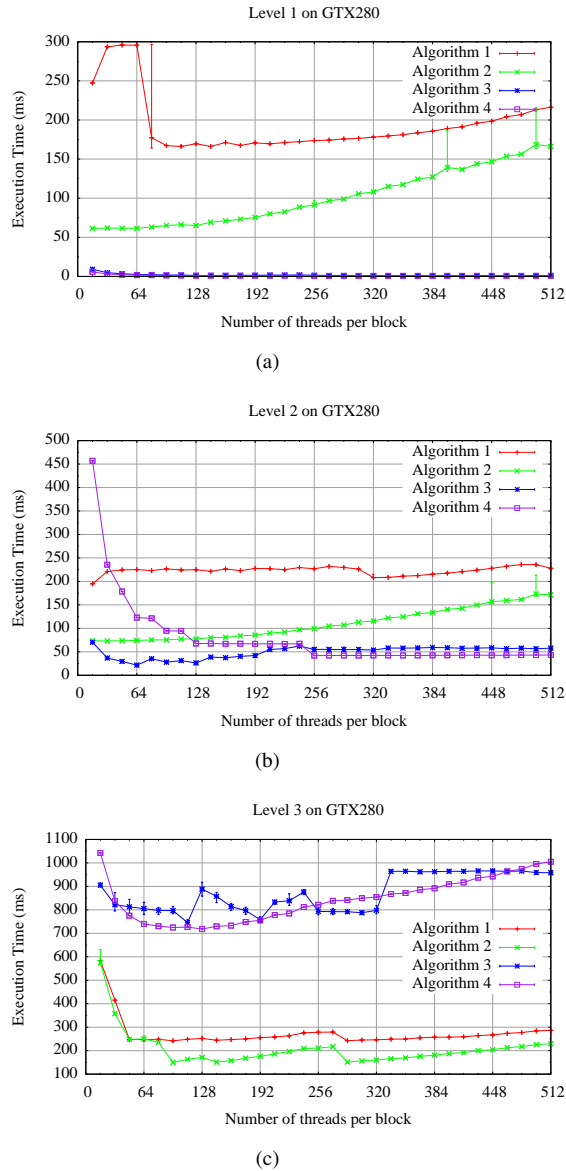 Level 1 on GTX280
300
250
200
150
100
50
0
Execution Time (ms)
Algorithm 1
Algorithm 2
Algorithm 3
Algorithm 4
0 64 128 192 256 320 384 448 512
Number of threads per block
(a)
Level 2 on GTX280
500
450
400
350
300
250
200
150
100
50
0
Execution Time (ms)
Algorithm 1
Algorithm 2
Algorithm 3
Algorithm 4
0 64 128 192 256 320 384 448 512
Number of threads per block
(b)
Level 3 on GTX280
1100
1000
900
800
700
600
500
400
300
200
100
Execution Time (ms)
Algorithm 1
Algorithm 2
Algorithm 3
Algorithm 4
0 64 128 192 256 320 384 448 512
Number of threads per block
(c)